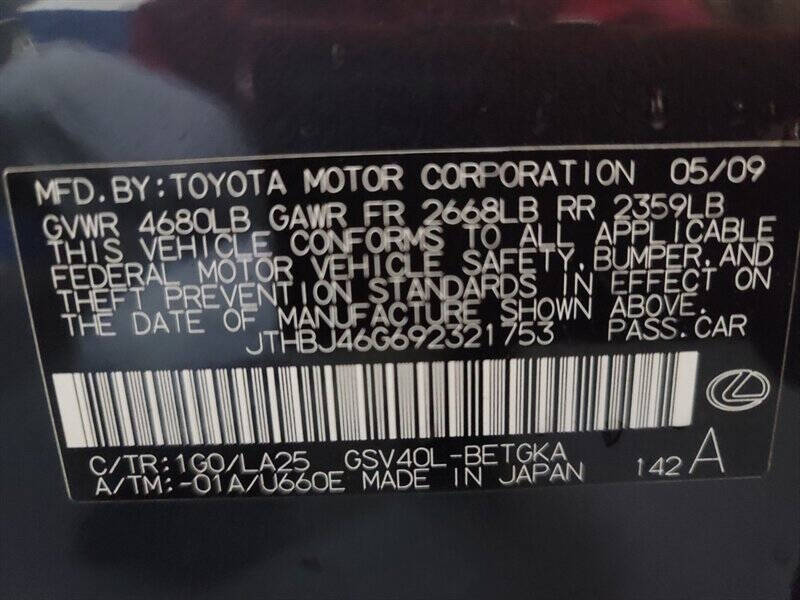 MFD.BY:TOYOTA MOTOR CORPORATION 05/09
GVWR 4680LB GAWR FR 2668LB RR 2359LB
THIS VEHICLE CONFORMS TO ALL APPLICABLE
FEDERAL MOTOR VEHICLE SAFETY,BUMPER,AND
THEFT PREVENTION STANDARDS IN EFFECT ON
THE DATE OF MANUFACTURE SHOWN ABOVE.
JTHBJ46G692321753 PASS.CAR
C/TR:1G0/LA25 GSV40L-BETGKA
A/TM:-01A/U660E MADE IN JAPAN 142 A